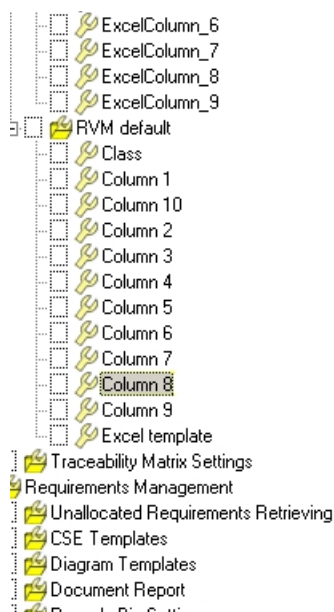 ExcelColumn_6
ExcelColumn_7
ExcelColumn_8
ExcelColumn_9
RVM default
Class
Column 1
Column 10
Column 2
Column 3
Column 4
Column 5
Column 6
Column 7
Column 8
Column 9
Excel template
Traceability Matrix Settings
Requirements Management
Unallocated Requirements Retrieving
CSE Templates
Diagram Templates
Document Report